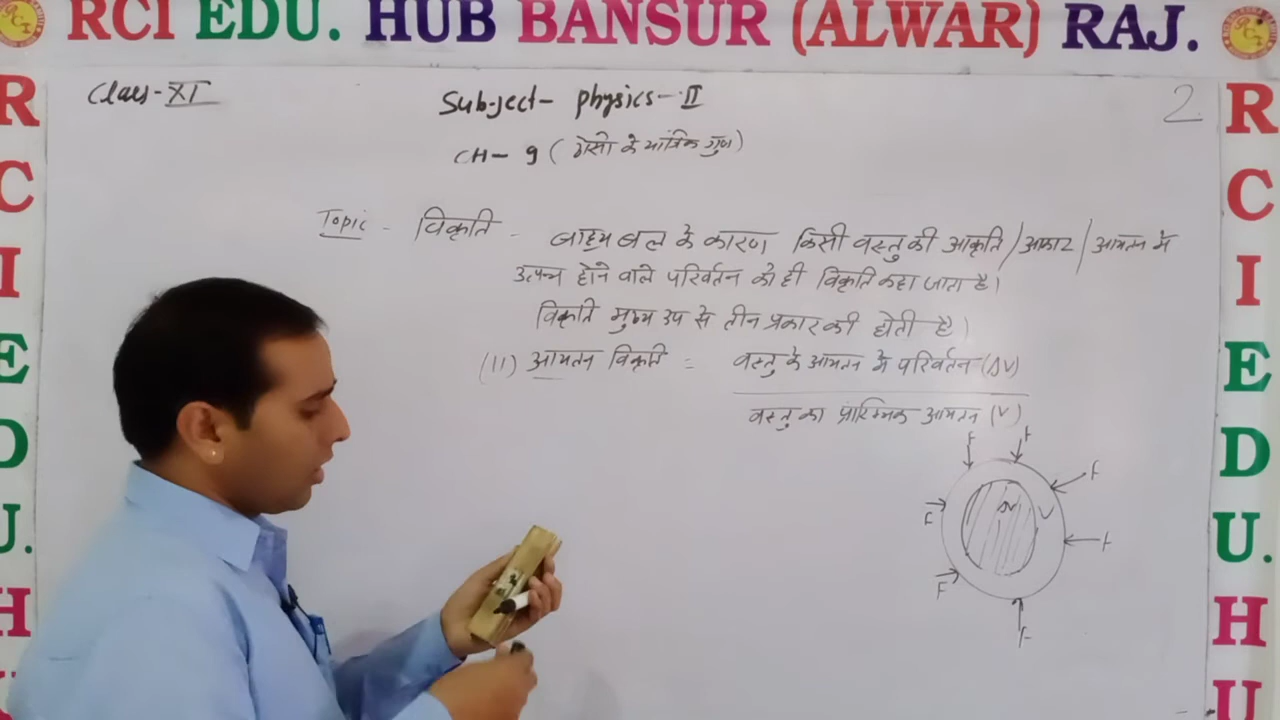 RCI EDU. HUB BANSUR (ALWAR) RAJ.
Class-XI
Subject- physics-II
2
CH- 9 (ठोसो के यांत्रिक गुण)
Topic - विकृति - बाह्य बल के कारण किसी वस्तु की आकृति/आकार/आयतन मे
उत्पन्न होने वाले परिवर्तन को ही विकृति कहा जाता है।
विकृति मुख्य रूप से तीन प्रकार की होती है।
(II) आयतन विकृति = वस्तु के आयतन मे परिवर्तन (ΔV)
वस्तु का प्रारम्भिक आयतन (V)
F
F
F
F
ΔV
V
F
F
F
F
R
C
I
E
D
U.
H
R
C
I
E
D
U.
H
U